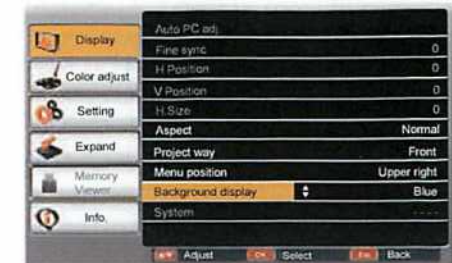 Display
Color adjust
Setting
Expand
Memory
Viewer
Info.
Auto PC adj.
Fine sync 0
H Position 0
V Position 0
H.Size 0
Aspect Normal
Project way Front
Menu position Upper right
Background display Blue
System - - - -
Adjust Select Back